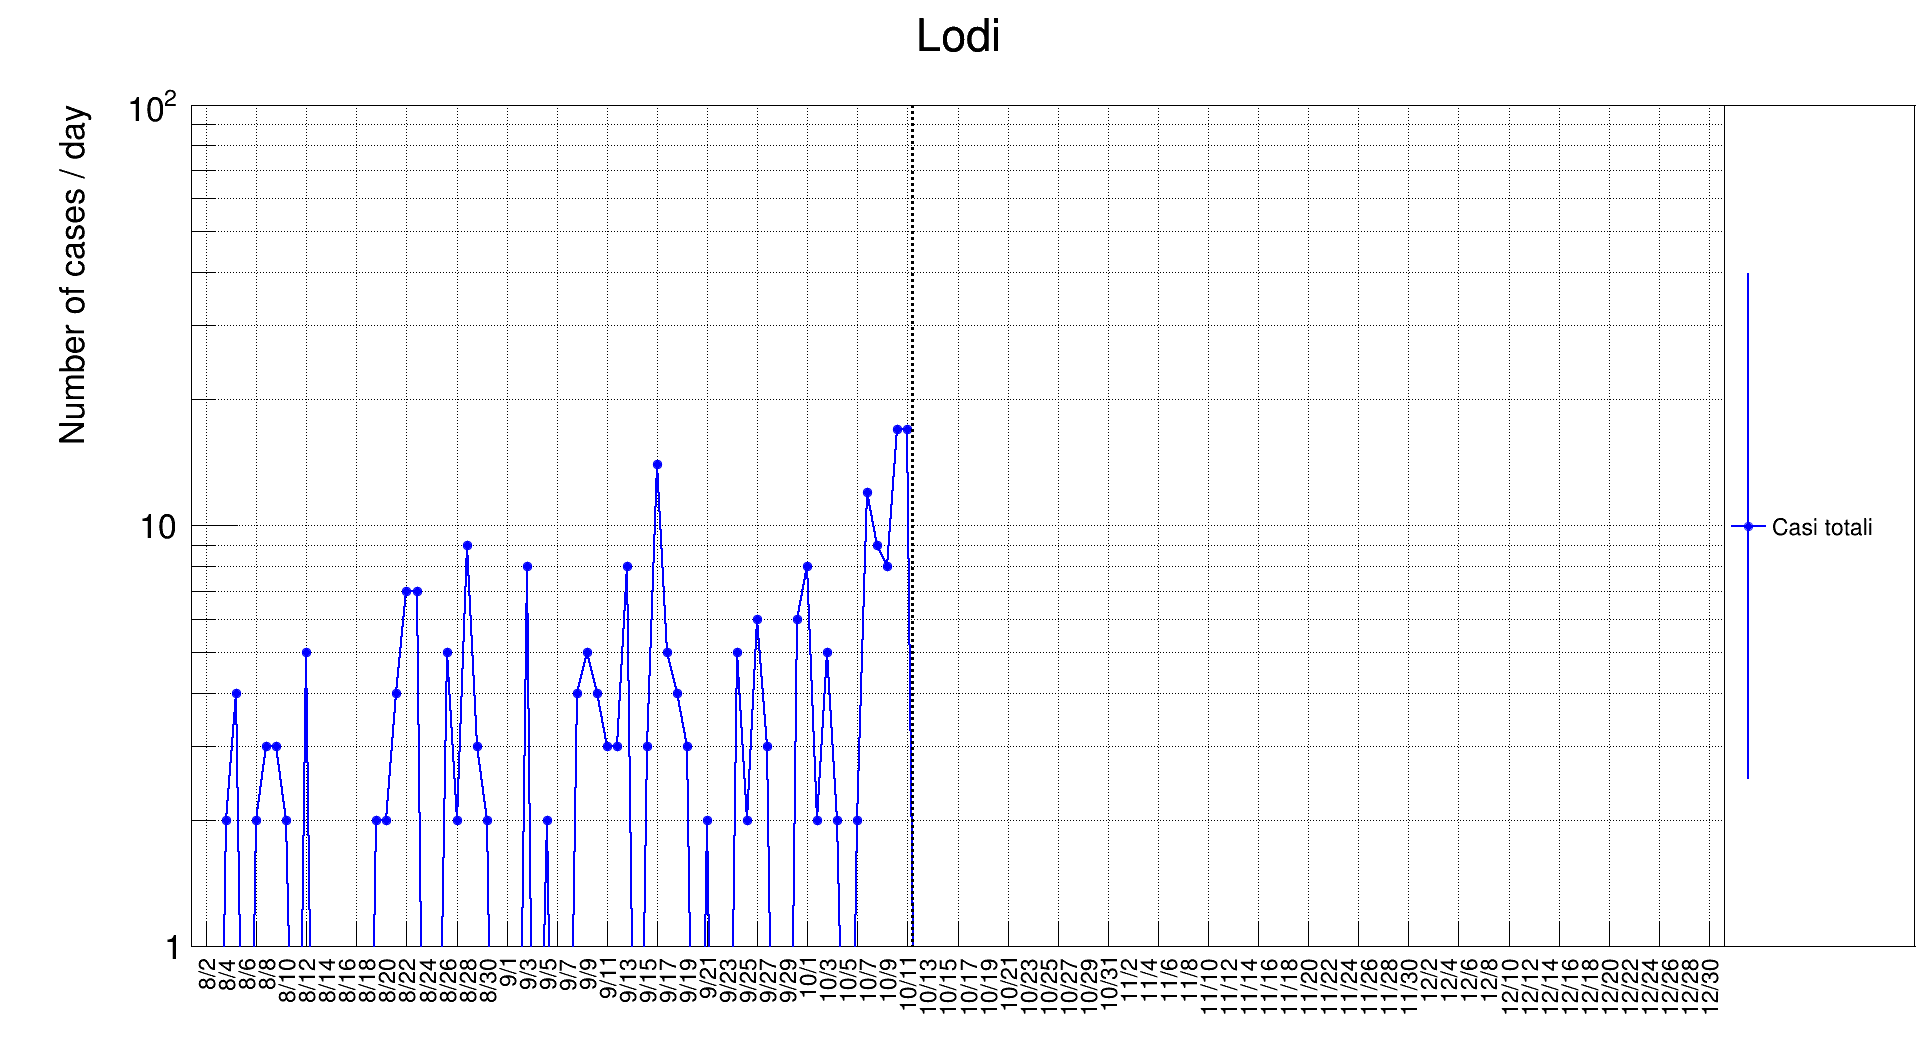 Lodi
Number of cases / day
10²
10
1
8/2 8/4 8/6 8/8 8/10 8/12 8/14 8/16 8/18 8/20 8/22 8/24 8/26 8/28 8/30 9/1 9/3 9/5 9/7 9/9 9/11 9/13 9/15 9/17 9/19 9/21 9/23 9/25 9/27 9/29 10/1 10/3 10/5 10/7 10/9 10/11 10/13 10/15 10/17 10/19 10/21 10/23 10/25 10/27 10/29 10/31 11/2 11/4 11/6 11/8 11/10 11/12 11/14 11/16 11/18 11/20 11/22 11/24 11/26 11/28 11/30 12/2 12/4 12/6 12/8 12/10 12/12 12/14 12/16 12/18 12/20 12/22 12/24 12/26 12/28 12/30
Casi totali